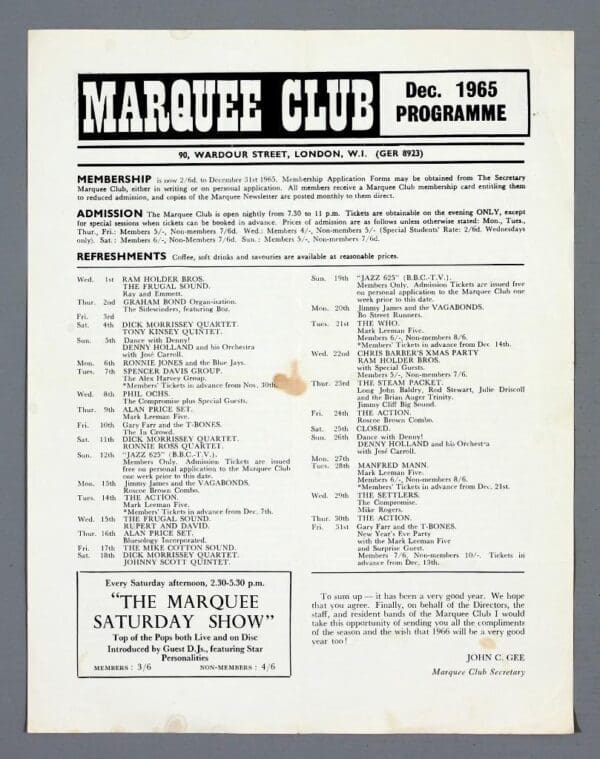 MARQUEE CLUB
Dec. 1965
PROGRAMME
90, WARDOUR STREET, LONDON, W.1. (GER 8923)
MEMBERSHIP is now 2/6d. to December 31st 1965. Membership Application Forms may be obtained from The Secretary
Marquee Club, either in writing or on personal application. All members receive a Marquee Club membership card entitling them
to reduced admission, and copies of the Marquee Newsletter are posted monthly to them direct.
ADMISSION The Marquee Club is open nightly from 7.30 to 11 p.m. Tickets are obtainable on the evening ONLY, except
for special sessions when tickets can be booked in advance. Prices of admission are as follows unless otherwise stated: Mon., Tues.,
Thur., Fri.: Members 5/-, Non-members 7/6d. Wed.: Members 4/-, Non-members 5/- (Special Students' Rate: 2/6d. Wednesdays
only). Sat.: Members 6/-, Non-members 7/6d. Sun.: Members 5/-, Non-members 7/6d.
REFRESHMENTS Coffee, soft drinks and savouries are available at reasonable prices.
Wed. 1st RAM HOLDER BROS.
THE FRUGAL SOUND.
Ray and Emmett.
Thur. 2nd GRAHAM BOND Organ-isation.
The Sidewinders, featuring Boz.
Fri. 3rd
Sat. 4th DICK MORRISSEY QUARTET.
TONY KINSEY QUINTET.
Sun. 5th Dance with Denny!
DENNY HOLLAND and his Orchestra
with José Carroll.
Mon. 6th RONNIE JONES and the Blue Jays.
Tues. 7th SPENCER DAVIS GROUP.
The Alex Harvey Group.
*Members' Tickets in advance from Nov. 30th.
Wed. 8th PHIL OCHS.
The Compromise plus Special Guests.
Thur. 9th ALAN PRICE SET.
Mark Leeman Five.
Fri. 10th Gary Farr and the T-BONES.
The In Crowd.
Sat. 11th DICK MORRISSEY QUARTET.
RONNIE ROSS QUARTET.
Sun. 12th "JAZZ 625" (B.B.C.-T.V.).
Members Only. Admission Tickets are issued
free on personal application to the Marquee Club
one week prior to this date.
Mon. 13th Jimmy James and the VAGABONDS.
Roscoe Brown Combo.
Tues. 14th THE ACTION.
Mark Leeman Five.
*Members' Tickets in advance from Dec. 7th.
Wed. 15th THE FRUGAL SOUND.
RUPERT AND DAVID.
Thur. 16th ALAN PRICE SET.
Bluesology Incorporated.
Fri. 17th THE MIKE COTTON SOUND.
Sat. 18th DICK MORRISSEY QUARTET.
JOHNNY SCOTT QUINTET.
Sun. 19th "JAZZ 625" (B.B.C.-T.V.).
Members Only. Admission Tickets are issued free
on personal application to the Marquee Club one
week prior to this date.
Mon. 20th Jimmy James and the VAGABONDS.
Bo Street Runners.
Tues. 21st THE WHO.
Mark Leeman Five.
Members 6/-, Non-members 8/6.
*Members' Tickets in advance from Dec. 14th.
Wed. 22nd CHRIS BARBER'S XMAS PARTY
RAM HOLDER BROS.
with Special Guests.
Members 5/-, Non-members 7/6.
Thur. 23rd THE STEAM PACKET.
Long John Baldry, Rod Stewart, Julie Driscoll
and the Brian Auger Trinity.
Jimmy Cliff Big Sound.
Fri. 24th THE ACTION.
Roscoe Brown Combo.
Sat. 25th CLOSED.
Sun. 26th Dance with Denny!
DENNY HOLLAND and his Orchestra
with José Carroll.
Mon. 27th
Tues. 28th MANFRED MANN.
Mark Leeman Five.
Members 6/-, Non-members 8/6.
*Members' Tickets in advance from Dec. 21st.
Wed. 29th THE SETTLERS.
The Compromise.
Mike Rogers.
Thur. 30th THE ACTION.
Fri. 31st Gary Farr and the T-BONES.
New Year's Eve Party
with the Mark Leeman Five
and Surprise Guest.
Members 7/6, Non-members 10/-. Tickets in
advance from Dec. 15th.
Every Saturday afternoon, 2.30-5.30 p.m.
"THE MARQUEE
SATURDAY SHOW"
Top of the Pops both Live and on Disc
Introduced by Guest D.Js., featuring Star
Personalities
MEMBERS : 3/6 NON-MEMBERS : 4/6
To sum up — it has been a very good year. We hope
that you agree. Finally, on behalf of the Directors, the
staff, and resident bands of the Marquee Club I would
take this opportunity of sending you all the compliments
of the season and the wish that 1966 will be a very good
year too!
JOHN C. GEE
Marquee Club Secretary